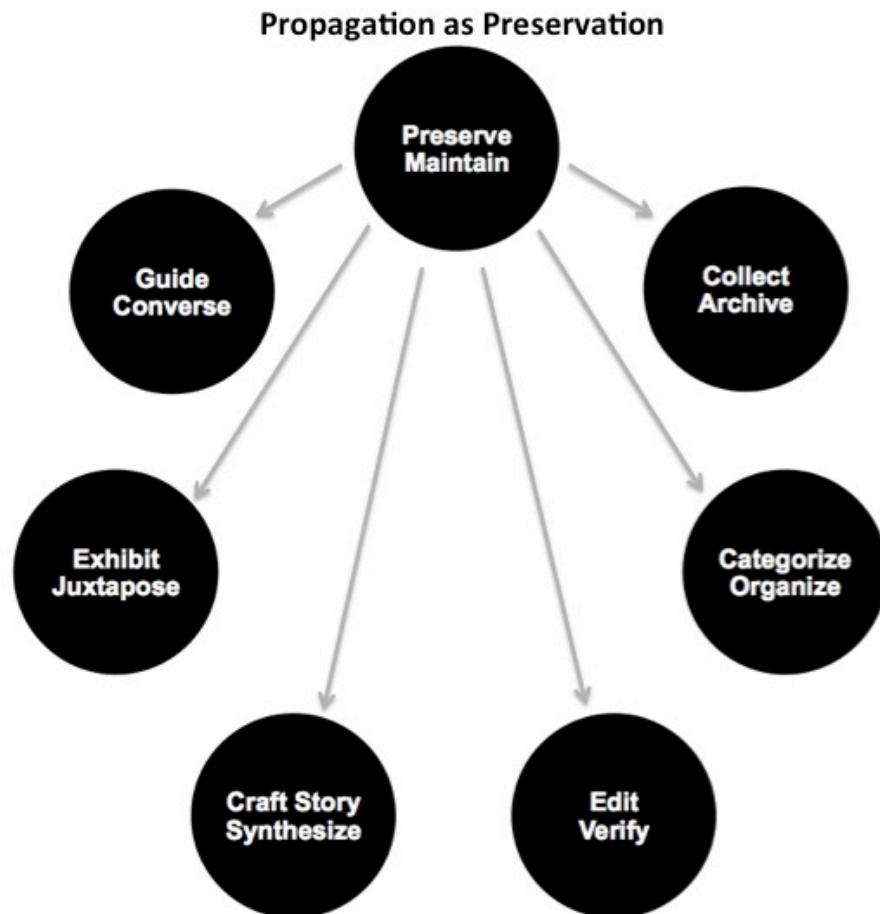 Propagation as Preservation
Preserve
Maintain
Guide
Converse
Collect
Archive
Exhibit
Juxtapose
Categorize
Organize
Craft Story
Synthesize
Edit
Verify